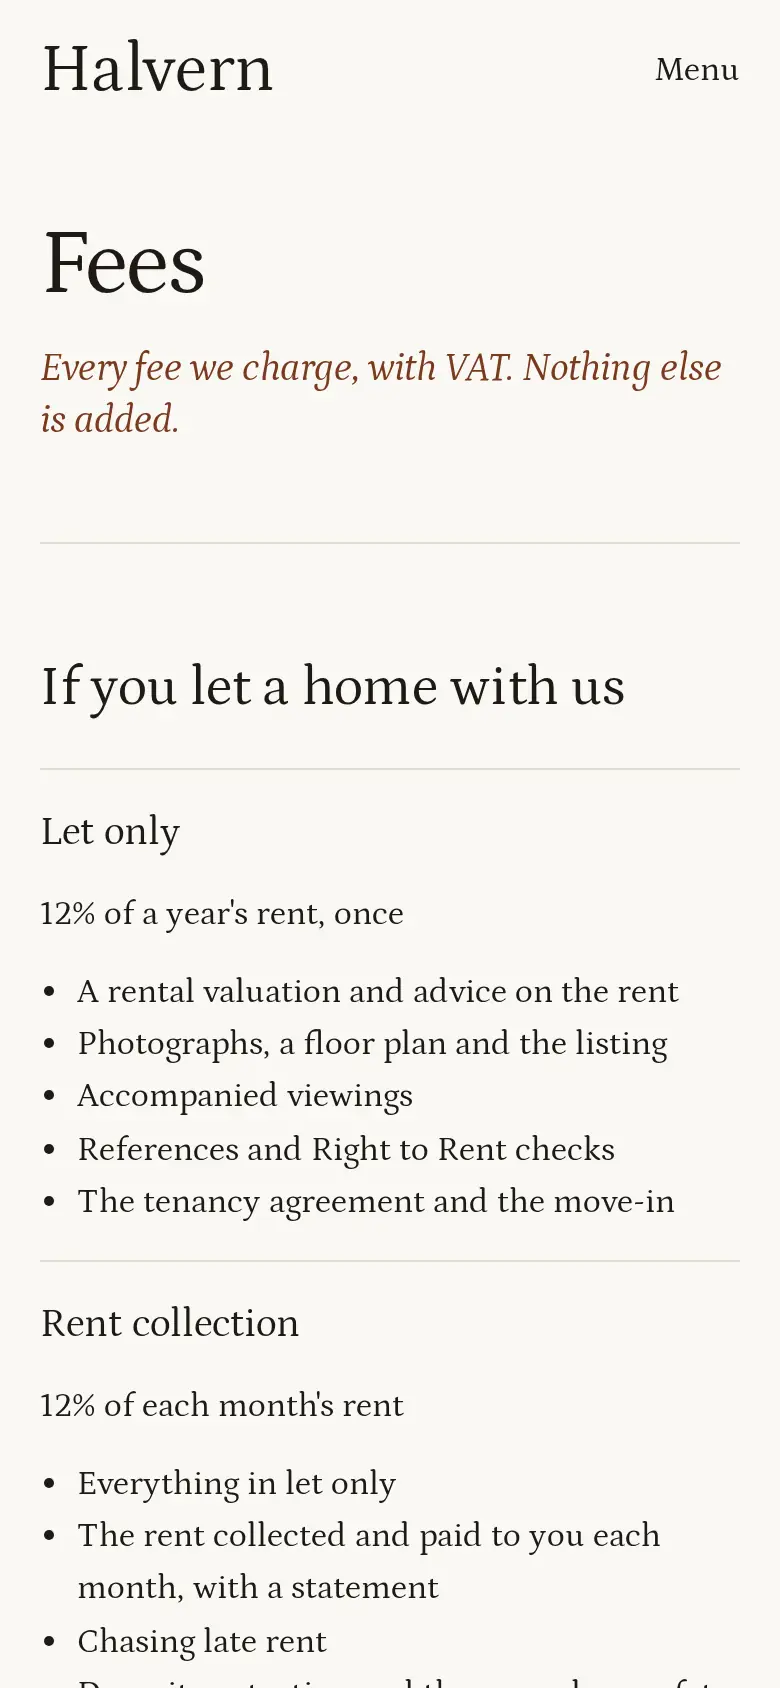 Halvern
Menu
Fees
Every fee we charge, with VAT. Nothing else
is added.
If you let a home with us
Let only
12% of a year's rent, once
• A rental valuation and advice on the rent
• Photographs, a floor plan and the listing
• Accompanied viewings
• References and Right to Rent checks
• The tenancy agreement and the move-in
Rent collection
12% of each month's rent
• Everything in let only
• The rent collected and paid to you each
month, with a statement
• Chasing late rent